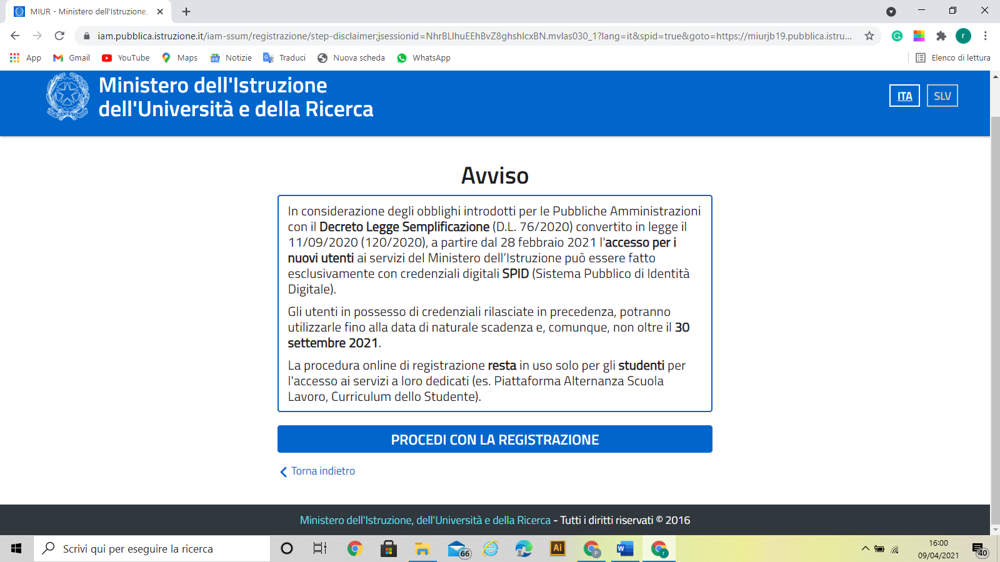 MIUR - Ministero dell'Istruzione,
iam.pubblica.istruzione.it/iam-ssum/registrazione/step-disclaimer;jsessionid=NhrBLIhuEEhBvZ8ghshIcxBN.mvlas030_1?lang=it&spid=true&goto=https://miurjb19.pubblica.istru...
r
App Gmail YouTube Maps Notizie Traduci Nuova scheda WhatsApp Elenco di lettura
Ministero dell'Istruzione
dell'Università e della Ricerca
ITA SLV
Avviso
In considerazione degli obblighi introdotti per le Pubbliche Amministrazioni
con il Decreto Legge Semplificazione (D.L. 76/2020) convertito in legge il
11/09/2020 (120/2020), a partire dal 28 febbraio 2021 l'accesso per i
nuovi utenti ai servizi del Ministero dell’Istruzione può essere fatto
esclusivamente con credenziali digitali SPID (Sistema Pubblico di Identità
Digitale).
Gli utenti in possesso di credenziali rilasciate in precedenza, potranno
utilizzarle fino alla data di naturale scadenza e, comunque, non oltre il 30
settembre 2021.
La procedura online di registrazione resta in uso solo per gli studenti per
l'accesso ai servizi a loro dedicati (es. Piattaforma Alternanza Scuola
Lavoro, Curriculum dello Studente).
PROCEDI CON LA REGISTRAZIONE
Torna indietro
Ministero dell'Istruzione, dell'Università e della Ricerca - Tutti i diritti riservati © 2016
Scrivi qui per eseguire la ricerca
66
Ai
P
W
r
16:00
09/04/2021
40